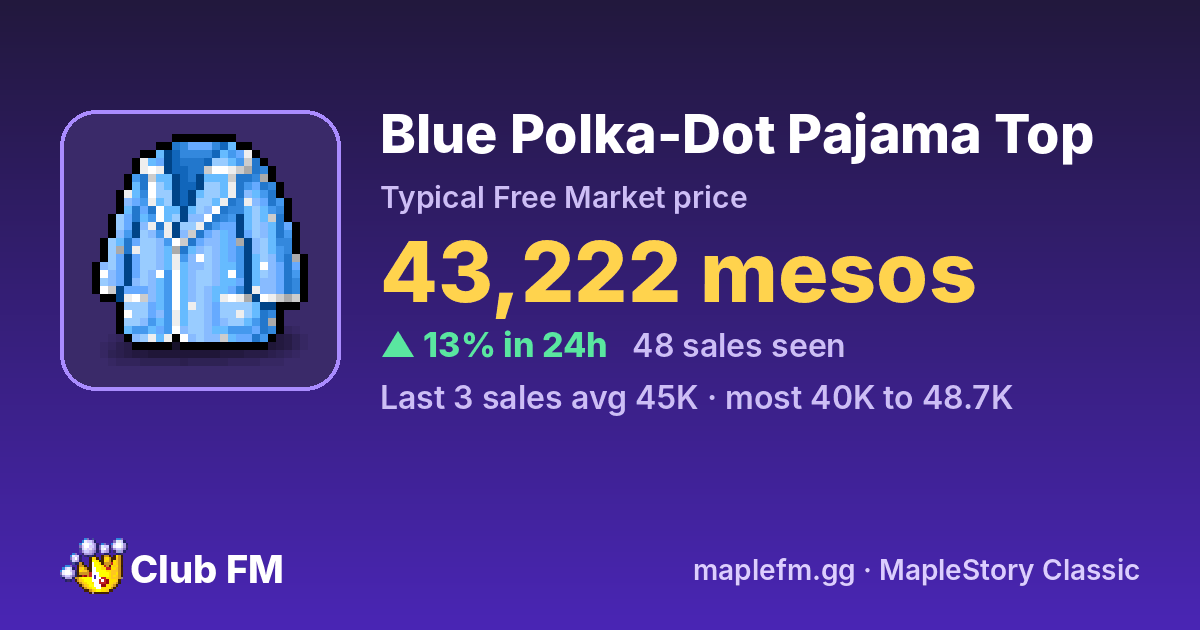 Blue Polka-Dot Pajama Top
Typical Free Market price
43,222 mesos
▲ 13% in 24h 48 sales seen
Last 3 sales avg 45K · most 40K to 48.7K
Club FM
maplefm.gg · MapleStory Classic